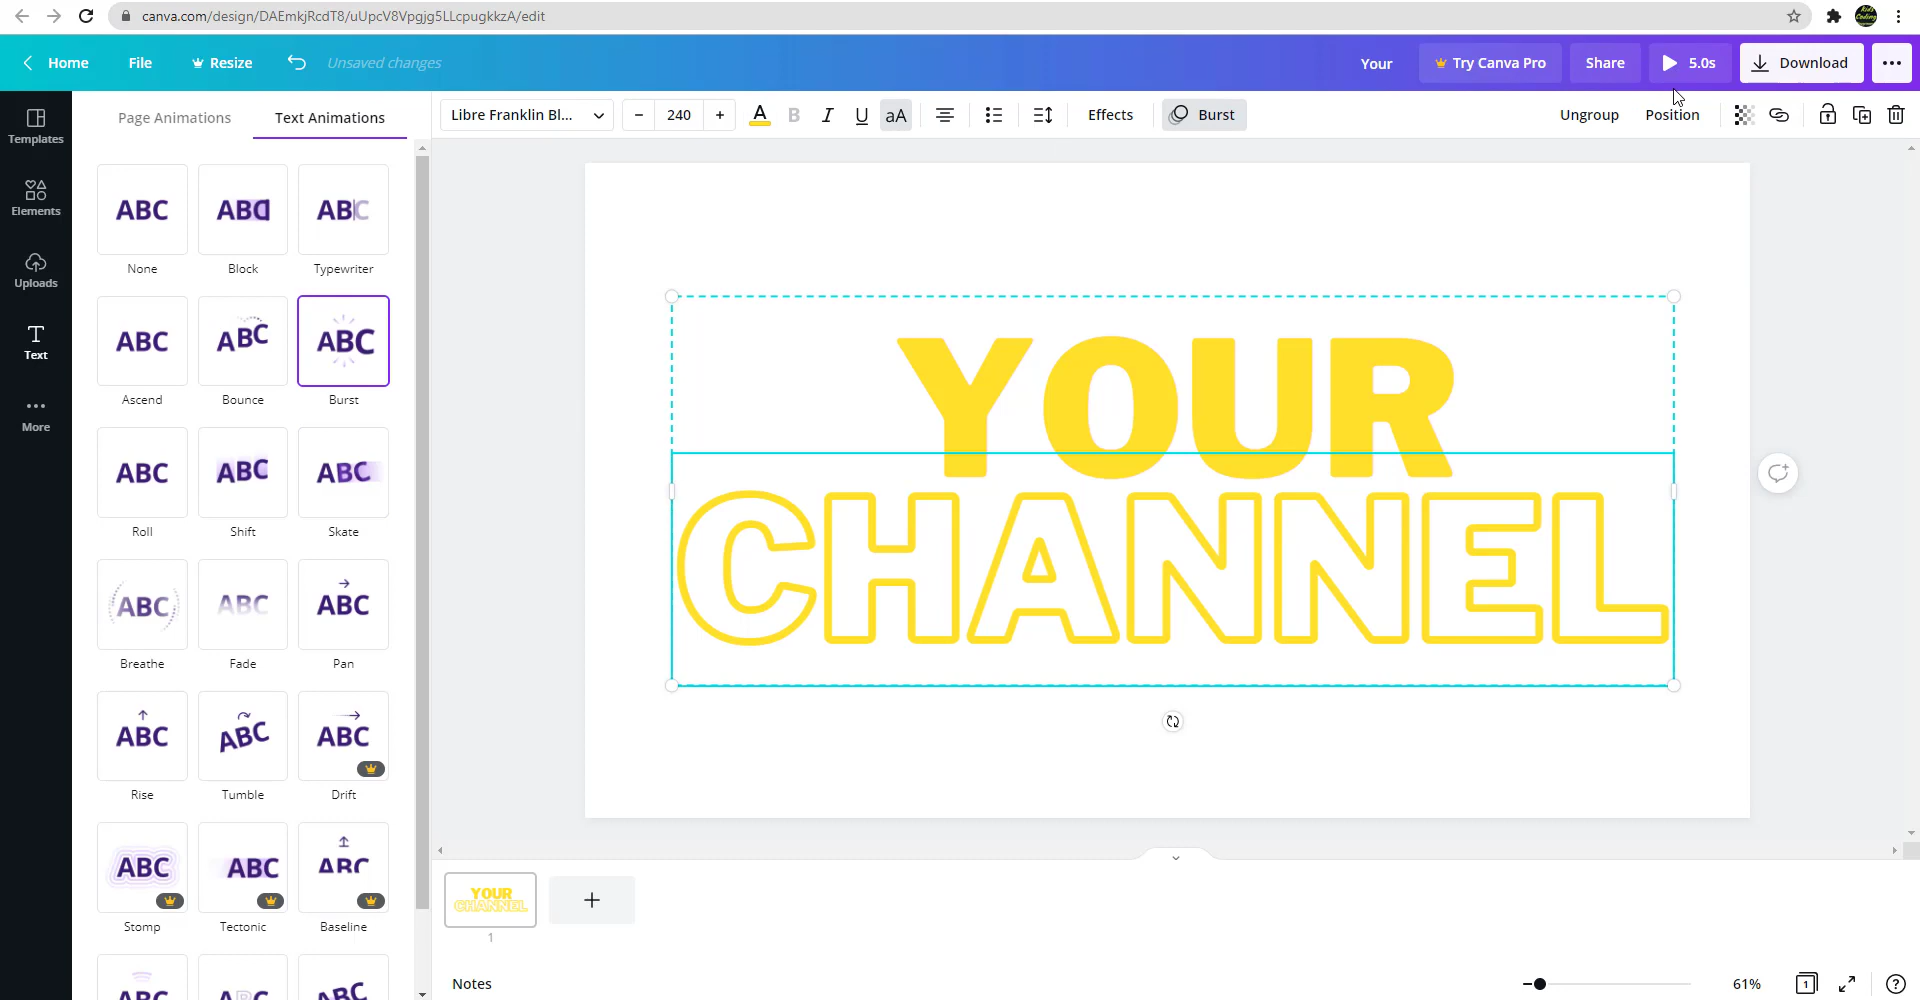 canva.com/design/DAEmkjRcdT8/uUpcV8Vpgjg5LLcpugkkzA/edit
Home File Resize Unsaved changes Your Try Canva Pro Share 5.0s Download
Page Animations Text Animations
Libre Franklin Bl... 240 A B I U aA Effects Burst Ungroup Position
Templates
Elements
Uploads
Text
More
ABC ABC ABC
None Block Typewriter
ABC ABC ABC
Ascend Bounce Burst
ABC ABC ABC
Roll Shift Skate
ABC ABC ABC
Breathe Fade Pan
ABC ABC ABC
Rise Tumble Drift
ABC ABC ABC
Stomp Tectonic Baseline
ABC ABC ABC
YOUR
CHANNEL
YOUR
CHANNEL
1
Notes 61% 1